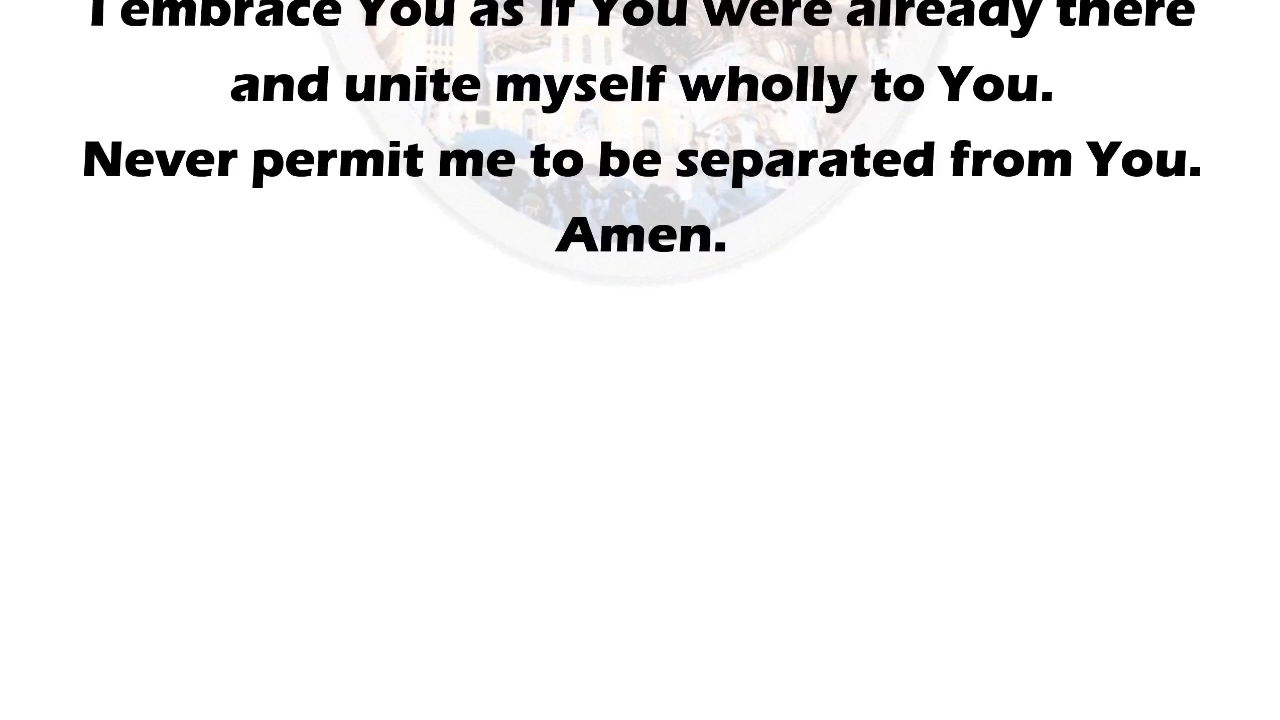 I embrace You as if You were already there
and unite myself wholly to You.
Never permit me to be separated from You.
Amen.